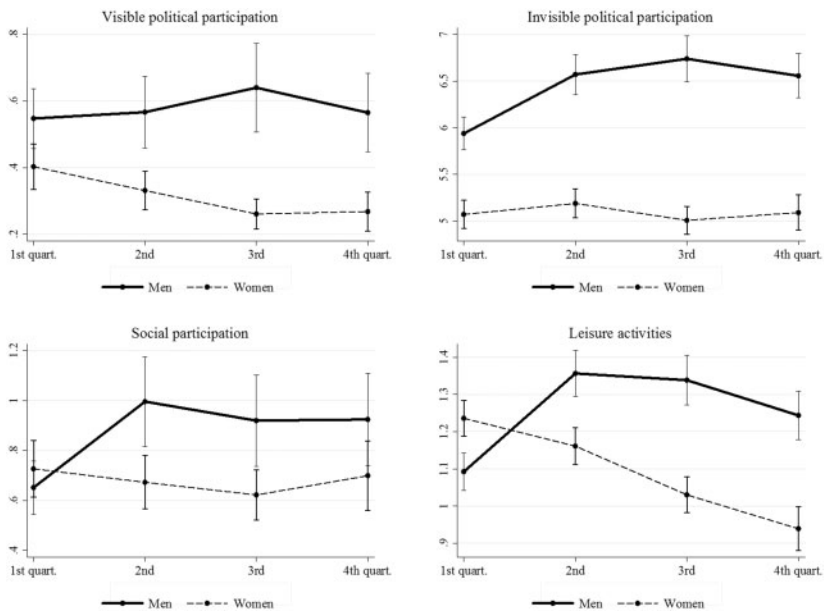 Visible political participation
.8
.6
.4
.2
1st quart. 2nd 3rd 4th quart.
Men Women
Invisible political participation
7
6.5
6
5.5
5
1st quart. 2nd 3rd 4th quart.
Men Women
Social participation
1.2
1
.8
.6
.4
1st quart. 2nd 3rd 4th quart.
Men Women
Leisure activities
1.4
1.3
1.2
1.1
1
.9
1st quart. 2nd 3rd 4th quart.
Men Women